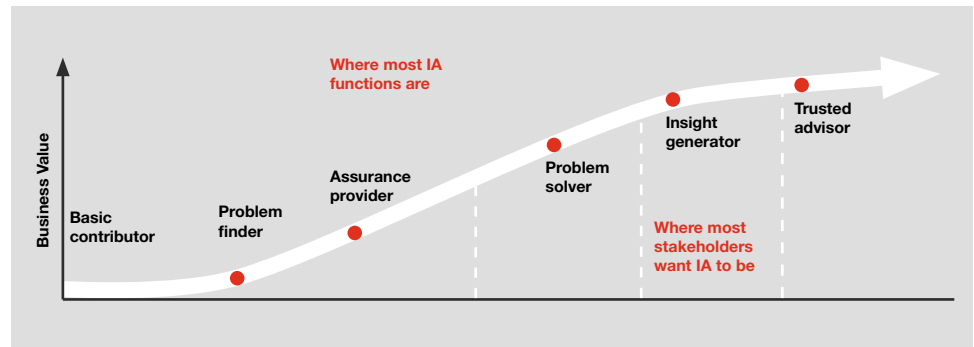 Where most IA
functions are
Business Value
Basic
contributor
Problem
finder
Assurance
provider
Problem
solver
Insight
generator
Trusted
advisor
Where most
stakeholders
want IA to be